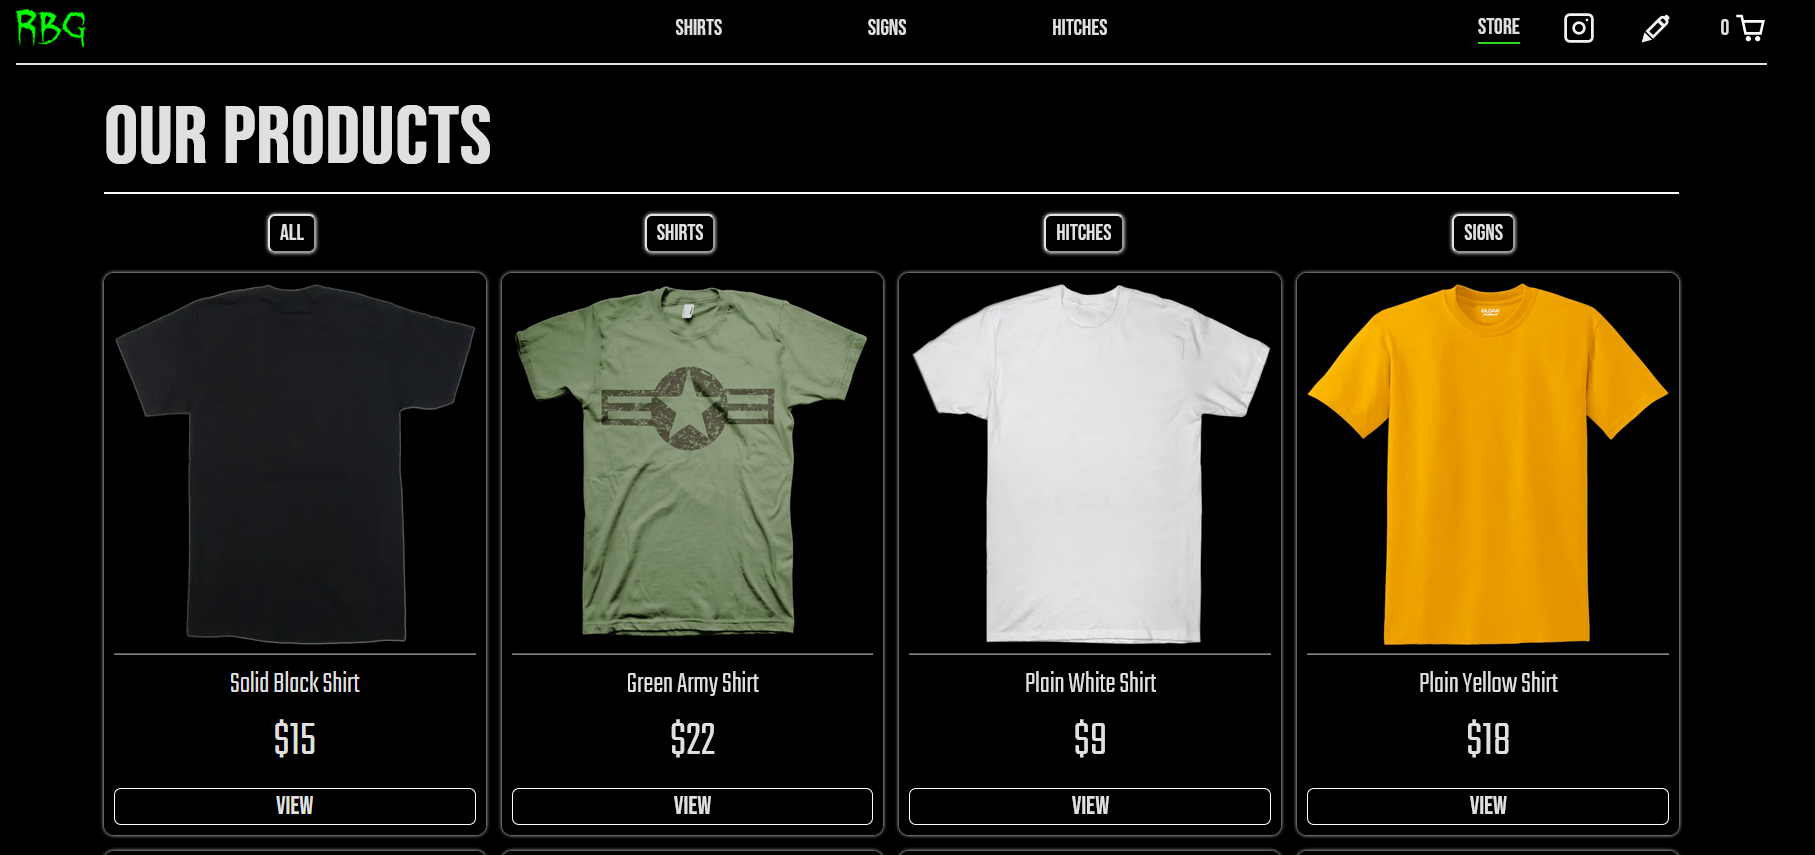 RBG
SHIRTS SIGNS HITCHES STORE 0
OUR PRODUCTS
ALL SHIRTS HITCHES SIGNS
GILDAN
Solid Black Shirt Green Army Shirt Plain White Shirt Plain Yellow Shirt
$15 $22 $9 $18
VIEW VIEW VIEW VIEW